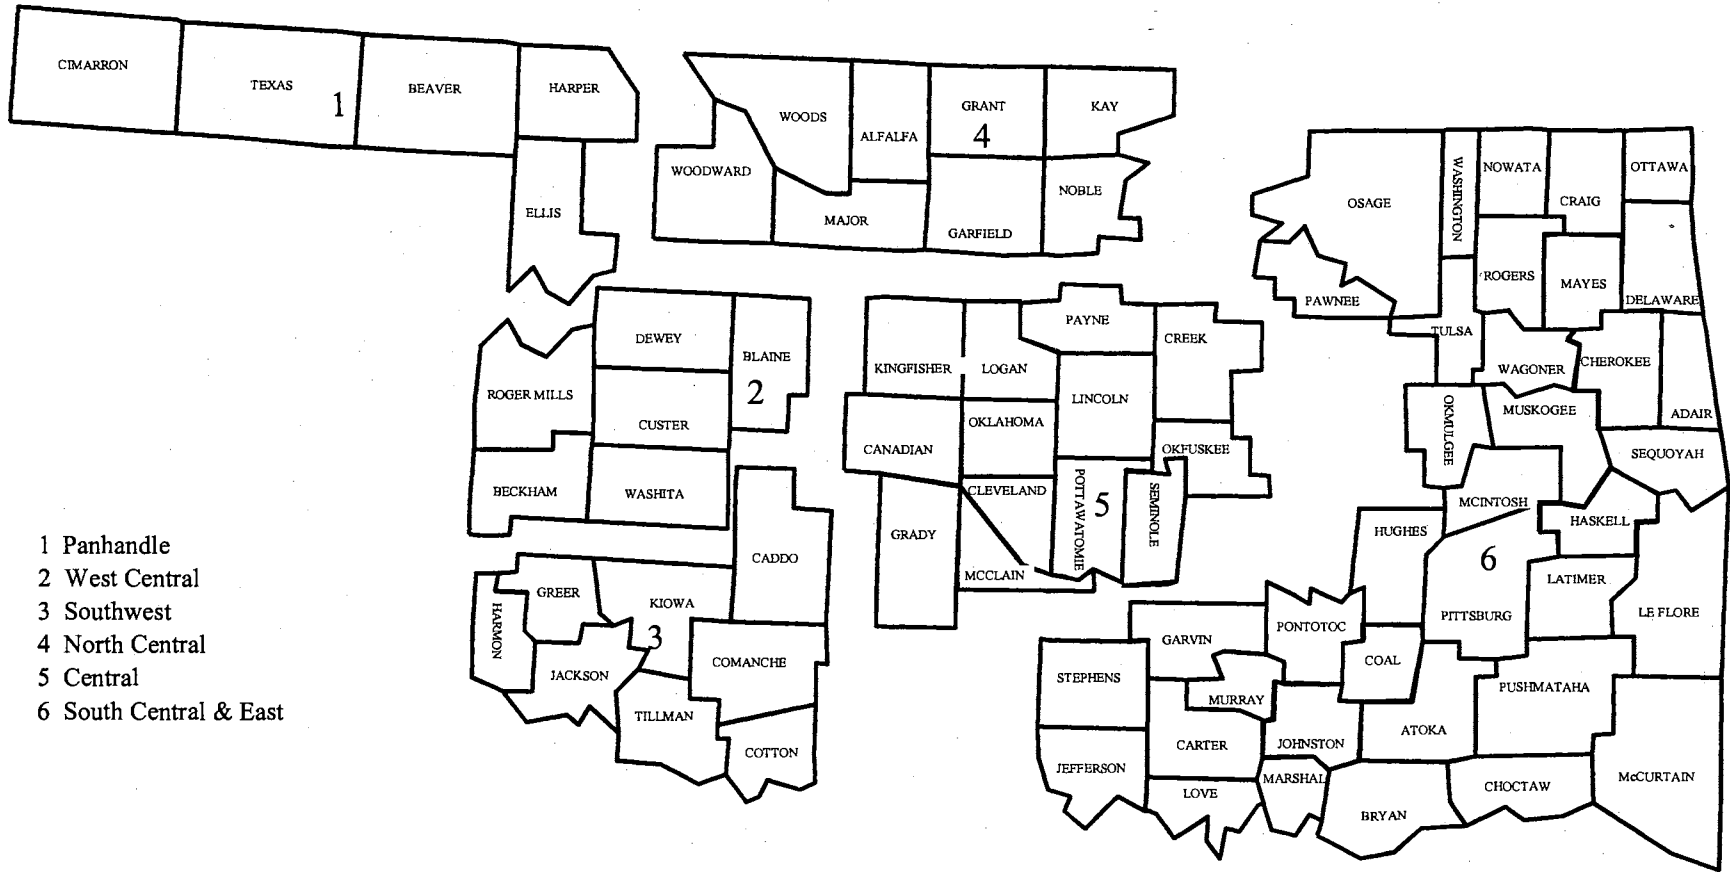 CIMARRON
TEXAS
1
BEAVER
HARPER
ELLIS
WOODS
ALFALFA
GRANT
4
KAY
WOODWARD
MAJOR
GARFIELD
NOBLE
OSAGE
WASHINGTON
NOWATA
CRAIG
OTTAWA
ROGERS
MAYES
DELAWARE
PAWNEE
TULSA
WAGONER
CHEROKEE
ADAIR
OKMULGEE
MUSKOGEE
SEQUOYAH
MCINTOSH
HASKELL
HUGHES
6
PITTSBURG
LATIMER
LE FLORE
GARVIN
PONTOTOC
COAL
STEPHENS
MURRAY
PUSHMATAHA
CARTER
JOHNSTON
ATOKA
JEFFERSON
LOVE
MARSHAL
BRYAN
CHOCTAW
McCURTAIN
DEWEY
BLAINE
2
ROGER MILLS
CUSTER
BECKHAM
WASHITA
KINGFISHER
LOGAN
PAYNE
CREEK
LINCOLN
CANADIAN
OKLAHOMA
OKFUSKEE
CLEVELAND
POTTAWATOMIE
5
SEMINOLE
GRADY
MCCLAIN
CADDO
HARMON
GREER
KIOWA
3
JACKSON
COMANCHE
TILLMAN
COTTON
1 Panhandle
2 West Central
3 Southwest
4 North Central
5 Central
6 South Central & East